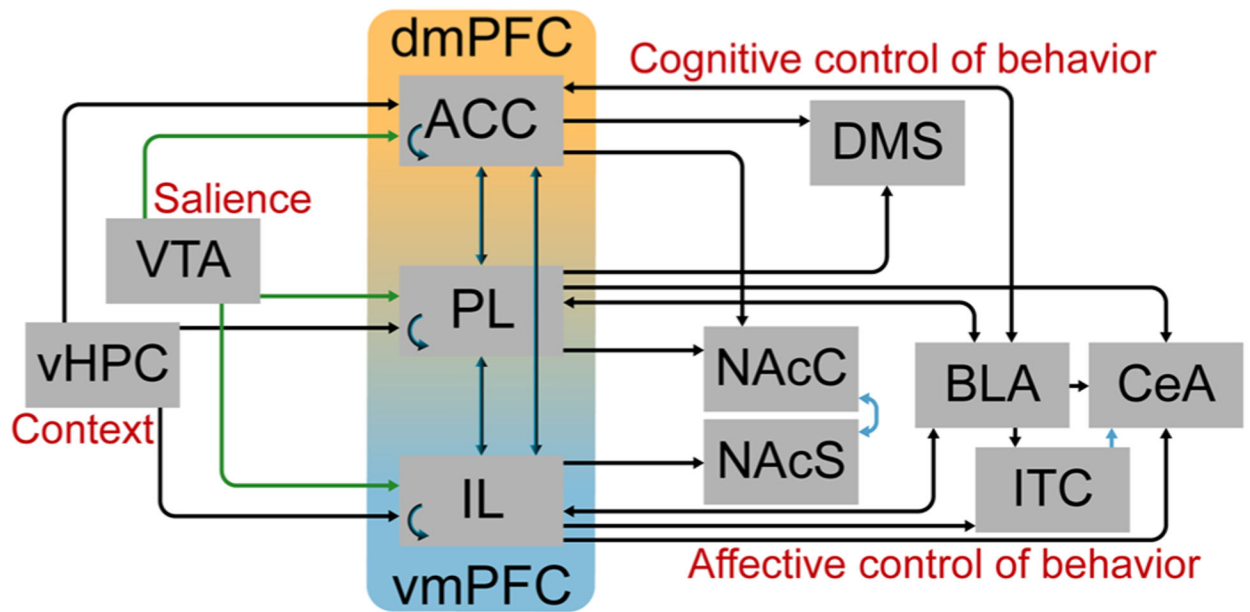 dmPFC
Cognitive control of behavior
ACC
DMS
Salience
VTA
PL
vHPC
NAcC
BLA
CeA
Context
NAcS
IL
ITC
Affective control of behavior
vmPFC